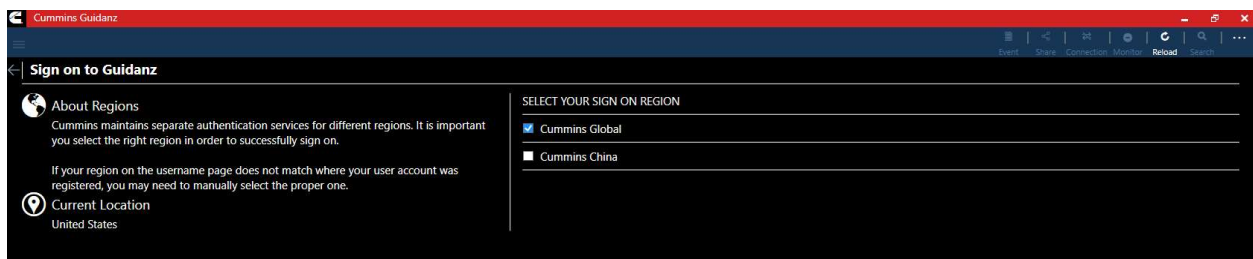 Cummins Guidanz
Event Share Connection Monitor Reload Search
Sign on to Guidanz
About Regions
Cummins maintains separate authentication services for different regions. It is important
you select the right region in order to successfully sign on.
If your region on the username page does not match where your user account was
registered, you may need to manually select the proper one.
Current Location
United States
SELECT YOUR SIGN ON REGION
Cummins Global
Cummins China